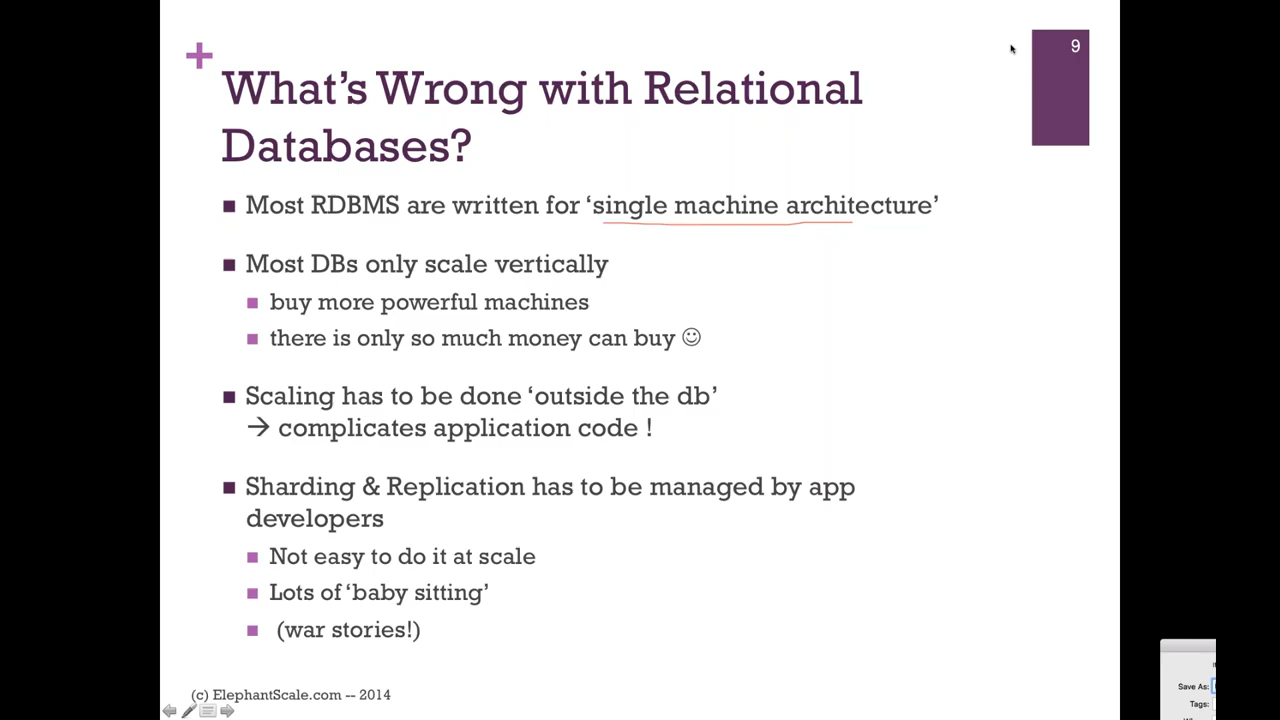 9
What's Wrong with Relational
Databases?
Most RDBMS are written for ‘single machine architecture’
Most DBs only scale vertically
buy more powerful machines
there is only so much money can buy ☺
Scaling has to be done ‘outside the db’
→ complicates application code !
Sharding & Replication has to be managed by app
developers
Not easy to do it at scale
Lots of ‘baby sitting’
(war stories!)
(c) ElephantScale.com -- 2014
Save As:
Tags: